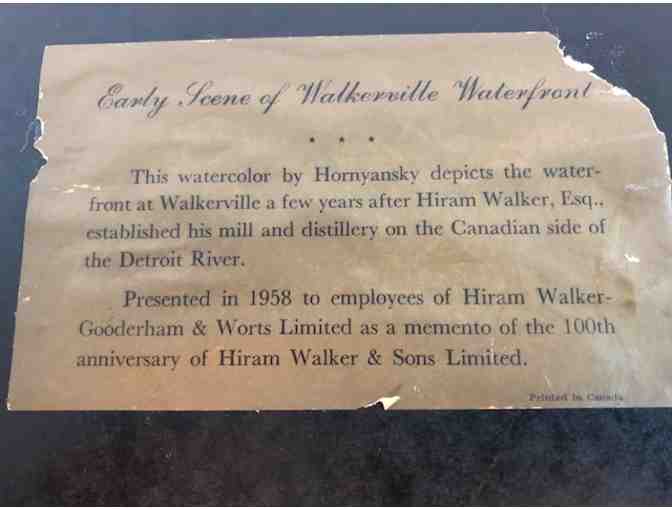 Early Scene of Walkerville Waterfront
* * *
This watercolor by Hornyansky depicts the water-
front at Walkerville a few years after Hiram Walker, Esq.,
established his mill and distillery on the Canadian side of
the Detroit River.
Presented in 1958 to employees of Hiram Walker-
Gooderham & Worts Limited as a memento of the 100th
anniversary of Hiram Walker & Sons Limited.
Printed in Canada